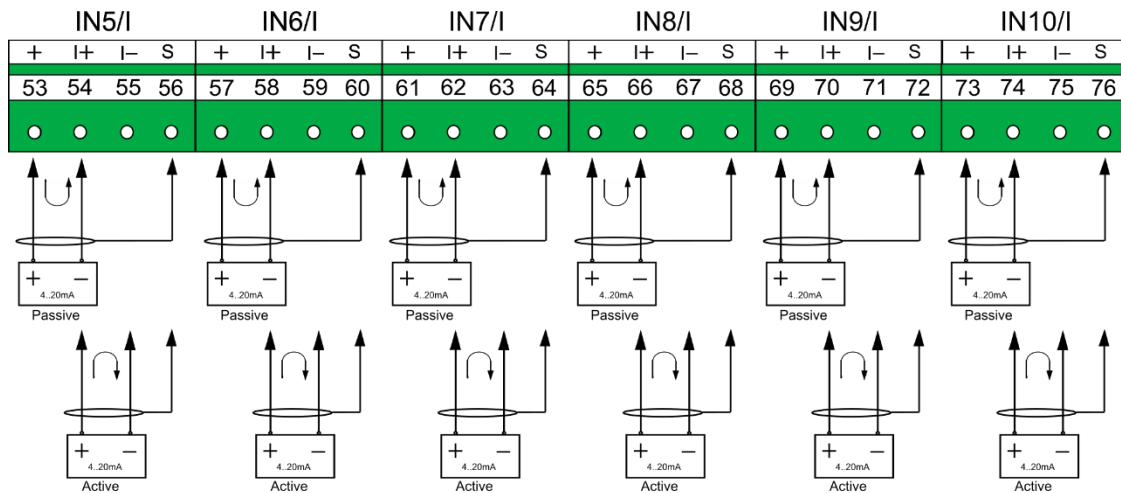 IN5/I IN6/I IN7/I IN8/I IN9/I IN10/I
+ I+ I− S + I+ I− S + I+ I− S + I+ I− S + I+ I− S + I+ I− S
53 54 55 56 57 58 59 60 61 62 63 64 65 66 67 68 69 70 71 72 73 74 75 76
+ − + − + − + − + − + −
4..20mA 4..20mA 4..20mA 4..20mA 4..20mA 4..20mA
Passive Passive Passive Passive Passive Passive
+ − + − + − + − + − + −
4..20mA 4..20mA 4..20mA 4..20mA 4..20mA 4..20mA
Active Active Active Active Active Active